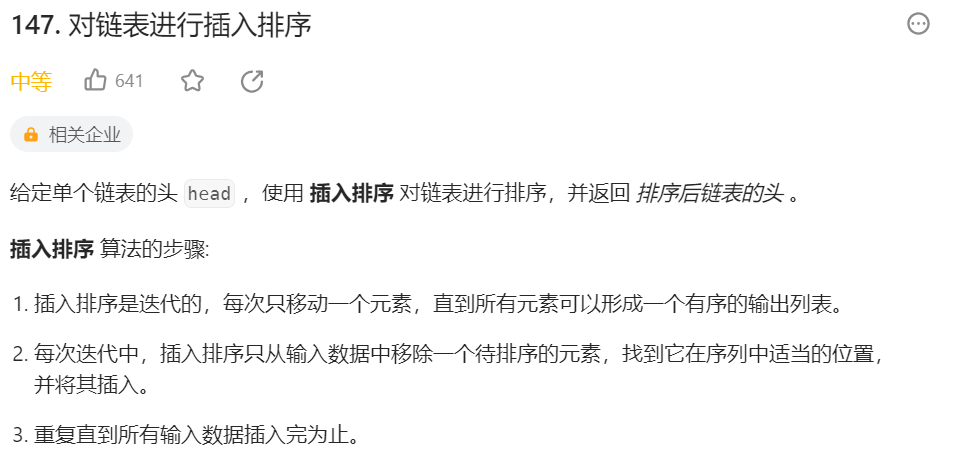 147. 对链表进行插入排序
中等 641
相关企业
给定单个链表的头 head ，使用 插入排序 对链表进行排序，并返回 排序后链表的头 。
插入排序 算法的步骤:
1. 插入排序是迭代的，每次只移动一个元素，直到所有元素可以形成一个有序的输出列表。
2. 每次迭代中，插入排序只从输入数据中移除一个待排序的元素，找到它在序列中适当的位置，
并将其插入。
3. 重复直到所有输入数据插入完为止。